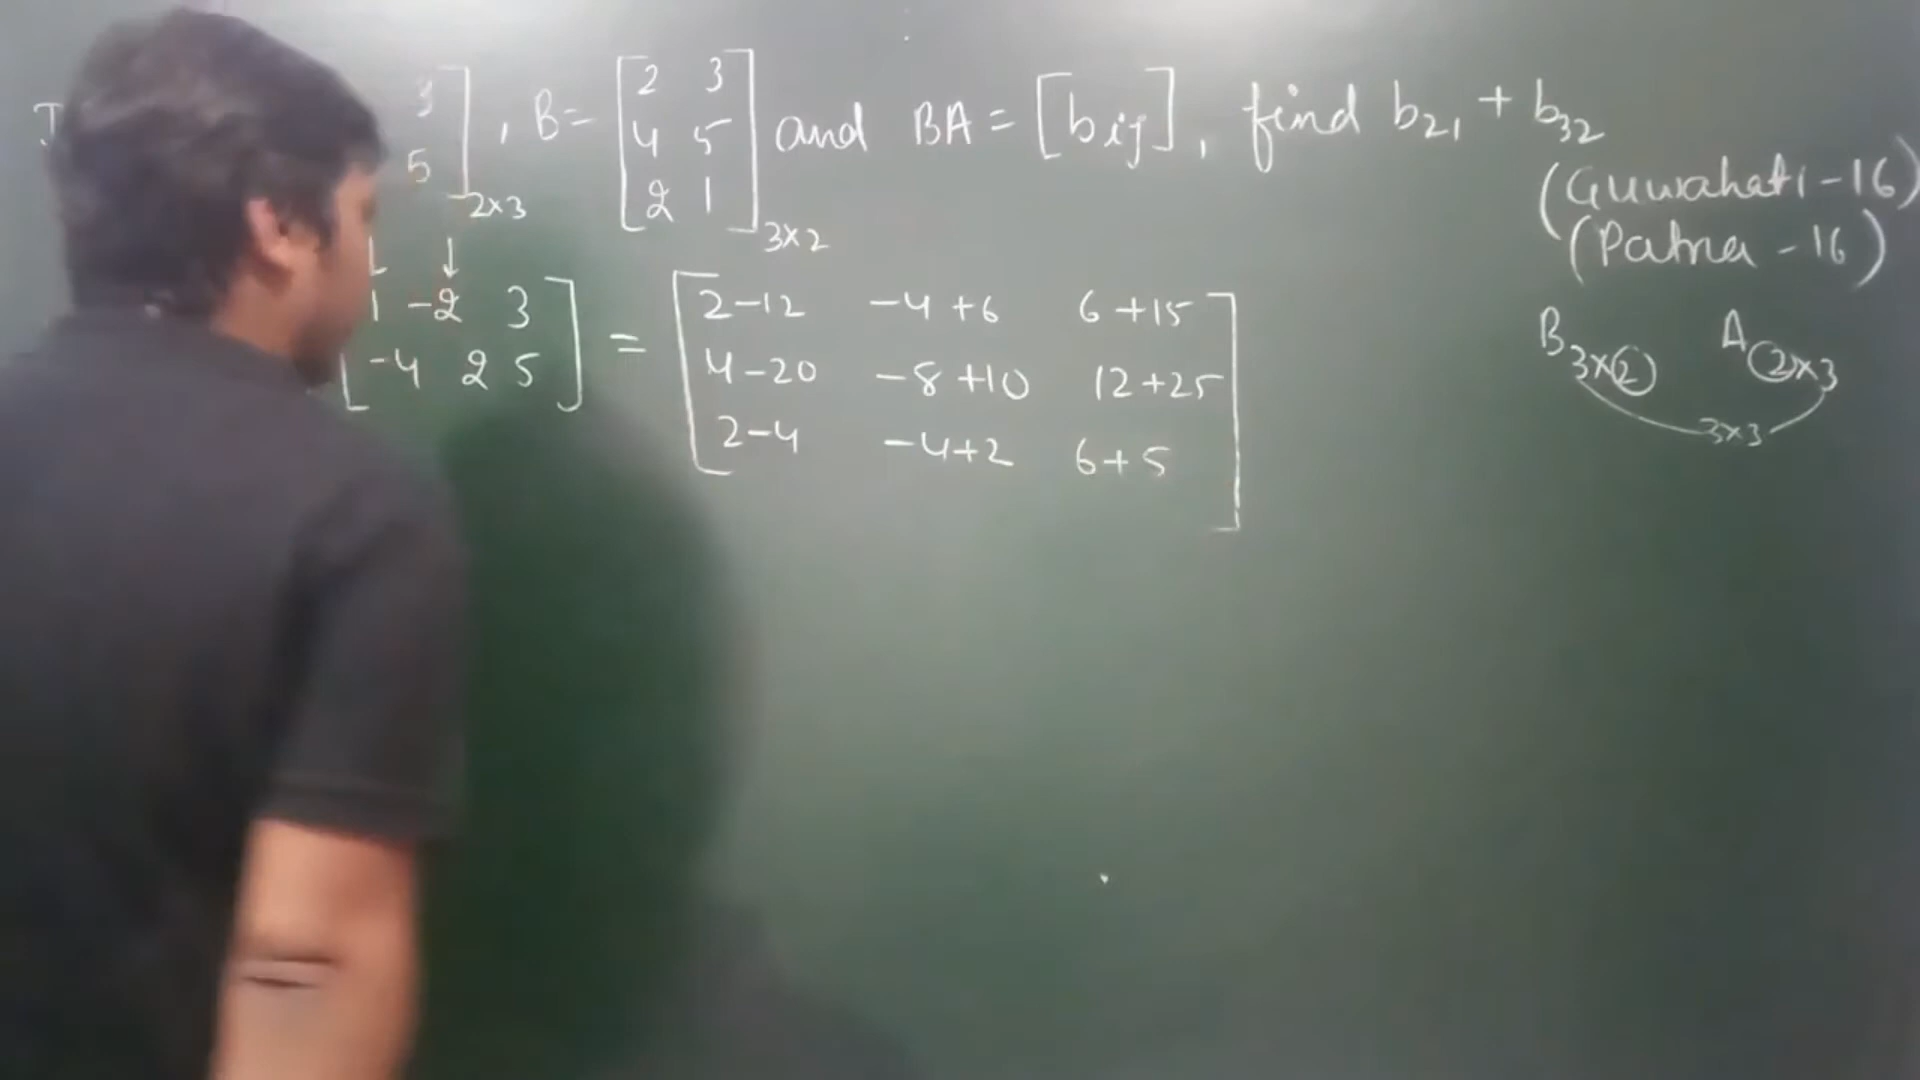 3
5 ] 2×3 , B = [ 2 3
4 5
2 1 ] 3×2 and BA = [bij], find b21 + b32
(Guwahati-16)
(Patna-16)
↓ ↓
[ 1 -2 3
-4 2 5 ] = [ 2-12 -4+6 6+15
4-20 -8+10 12+25
2-4 -4+2 6+5 ]
B3×2 A2×3
3×3